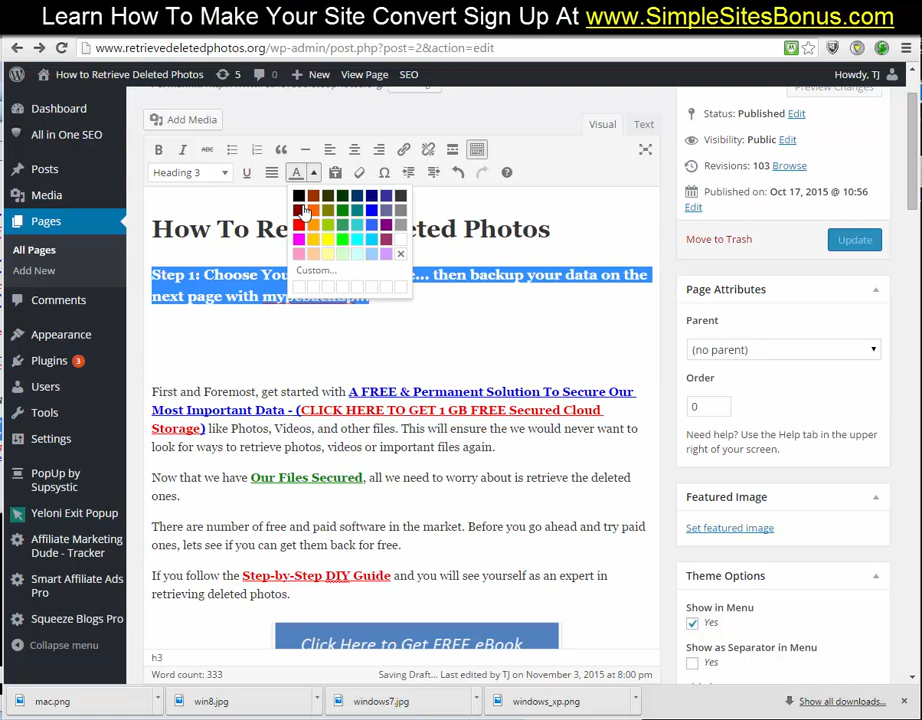 Learn How To Make Your Site Convert Sign Up At www.SimpleSitesBonus.com
www.retrievedeletedphotos.org/wp-admin/post.php?post=2&action=edit
How to Retrieve Deleted Photos 5 0 New View Page SEO Howdy, TJ
Dashboard
All in One SEO
Posts
Media
Pages
All Pages
Add New
Comments
Appearance
Plugins 3
Users
Tools
Settings
PopUp by
Supsystic
Yeloni Exit Popup
Affiliate Marketing
Dude - Tracker
Smart Affiliate Ads
Pro
Squeeze Blogs Pro
Collapse menu
Add Media
Visual Text
B I ABC
Heading 3 U A
Custom...
How To Re eted Photos
Step 1: Choose You ... then backup your data on the
next page with
First and Foremost, get started with A FREE & Permanent Solution To Secure Our
Most Important Data - (CLICK HERE TO GET 1 GB FREE Secured Cloud
Storage) like Photos, Videos, and other files. This will ensure the we would never want to
look for ways to retrieve photos, videos or important files again.
Now that we have Our Files Secured, all we need to worry about is retrieve the deleted
ones.
There are number of free and paid software in the market. Before you go ahead and try paid
ones, lets see if you can get them back for free.
If you follow the Step-by-Step DIY Guide and you will see yourself as an expert in
retrieving deleted photos.
Click Here to Get FREE eBook
h3
Word count: 333 Saving Draft... Last edited by TJ on November 3, 2015 at 8:00 pm
Preview Changes
Status: Published Edit
Visibility: Public Edit
Revisions: 103 Browse
Published on: Oct 17, 2015 @ 10:56
Edit
Move to Trash Update
Page Attributes
Parent
(no parent)
Order
0
Need help? Use the Help tab in the upper
right of your screen.
Featured Image
Set featured image
Theme Options
Show in Menu
Yes
Show as Separator in Menu
Yes
mac.png win8.jpg windows7.jpg windows_xp.png Show all downloads...